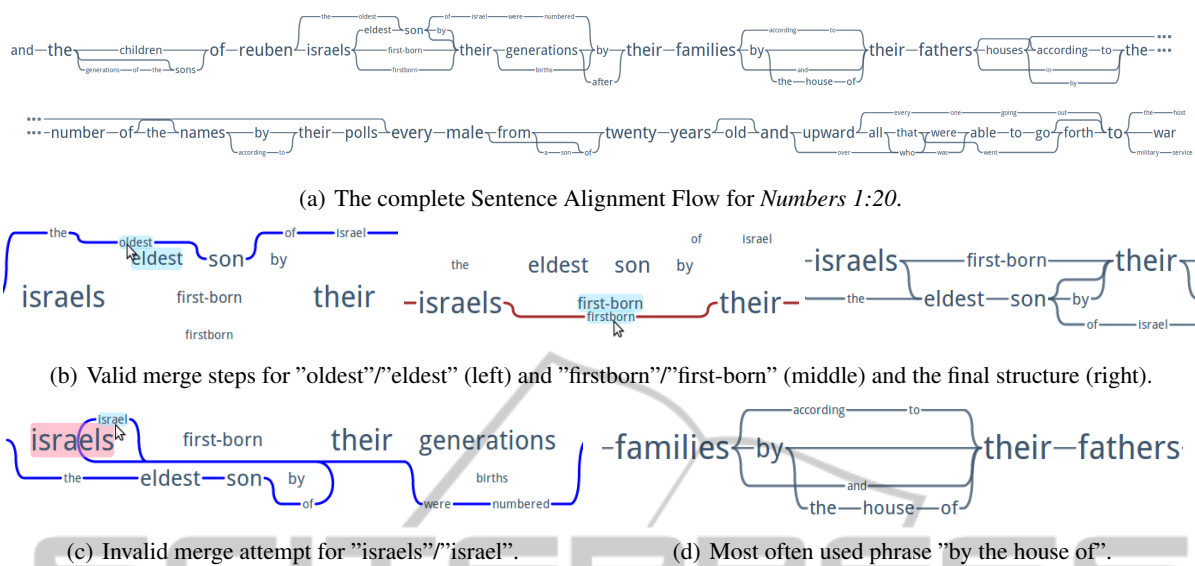 the oldest of israel were numbered
eldest son by according to
and the children of reuben israels first-born their generations by their families by their fathers houses according to the •••
generations of the sons firstborn births and in
after the house of by
every one going out the host
••• number of the names by their polls every male from twenty years old and upward all that were able to go forth to war
according to a son of over who was went military service
(a) The complete Sentence Alignment Flow for Numbers 1:20.
the oldest of israel
eldest son by
israels first-born their
firstborn
of israel
the eldest son by
israels first-born their
firstborn
israels first-born their
the eldest son by
of israel
(b) Valid merge steps for ”oldest”/”eldest” (left) and ”firstborn”/”first-born” (middle) and the final structure (right).
israel
israels first-born their generations
the eldest son by births
of were numbered
according to
families by their fathers
and
the house of
(c) Invalid merge attempt for ”israels”/”israel”.
(d) Most often used phrase ”by the house of”.